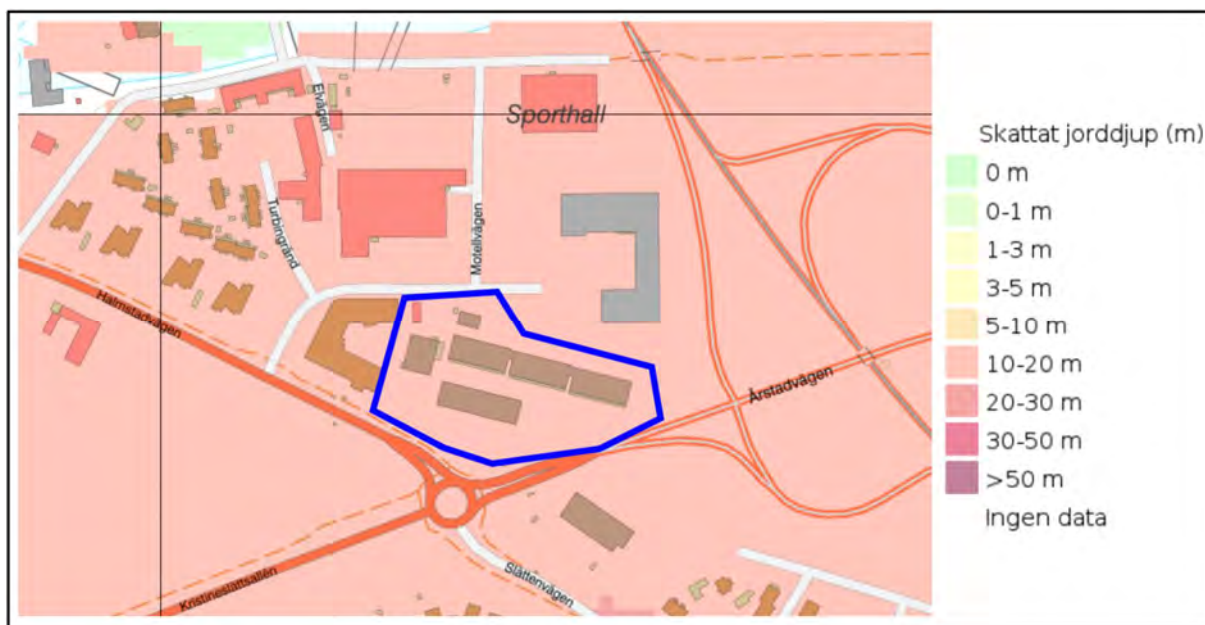 Elvägen
Sporthall
Turbingränd
Motellvägen
Halmstadvägen
Årstadvägen
Kristineslättsallén
Slättenvägen
Skattat jorddjup (m)
0 m
0-1 m
1-3 m
3-5 m
5-10 m
10-20 m
20-30 m
30-50 m
>50 m
Ingen data